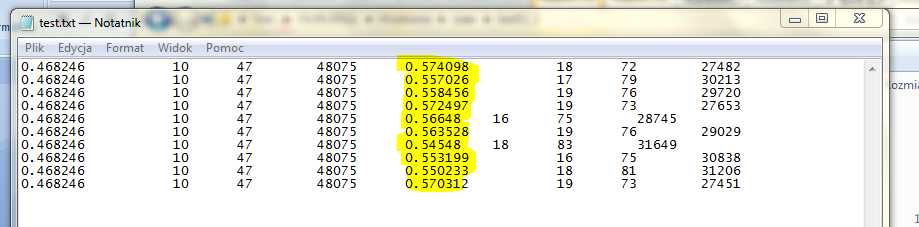 test.txt — Notatnik
Plik Edycja Format Widok Pomoc
0.468246 10 47 48075 0.574098 18 72 27482
0.468246 10 47 48075 0.557026 17 79 30213
0.468246 10 47 48075 0.558456 19 76 29720
0.468246 10 47 48075 0.572497 19 73 27653
0.468246 10 47 48075 0.56648 16 75 28745
0.468246 10 47 48075 0.563528 19 76 29029
0.468246 10 47 48075 0.54548 18 83 31649
0.468246 10 47 48075 0.553199 16 75 30838
0.468246 10 47 48075 0.550233 18 81 31206
0.468246 10 47 48075 0.570312 19 73 27451